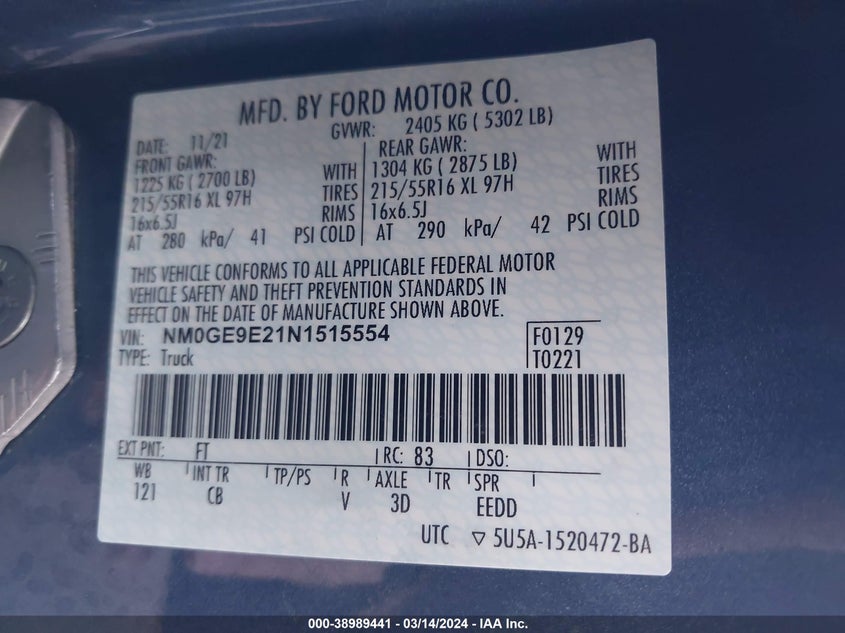 MFD. BY FORD MOTOR CO.
DATE: 11/21 GVWR: 2405 KG ( 5302 LB)
FRONT GAWR: REAR GAWR:
1225 KG ( 2700 LB) WITH 1304 KG ( 2875 LB) WITH
215/55R16 XL 97H TIRES 215/55R16 XL 97H TIRES
16x6.5J RIMS 16x6.5J RIMS
AT 280 kPa/ 41 PSI COLD AT 290 kPa/ 42 PSI COLD
THIS VEHICLE CONFORMS TO ALL APPLICABLE FEDERAL MOTOR
VEHICLE SAFETY AND THEFT PREVENTION STANDARDS IN
EFFECT ON THE DATE OF MANUFACTURE SHOWN ABOVE.
VIN: NM0GE9E21N1515554 F0129
TYPE: Truck T0221
EXT PNT: FT RC: 83 DSO:
WB INT TR TP/PS R AXLE TR SPR
121 CB V 3D EEDD
UTC ▽ 5U5A-1520472-BA
000-38989441 - 03/14/2024 - IAA Inc.